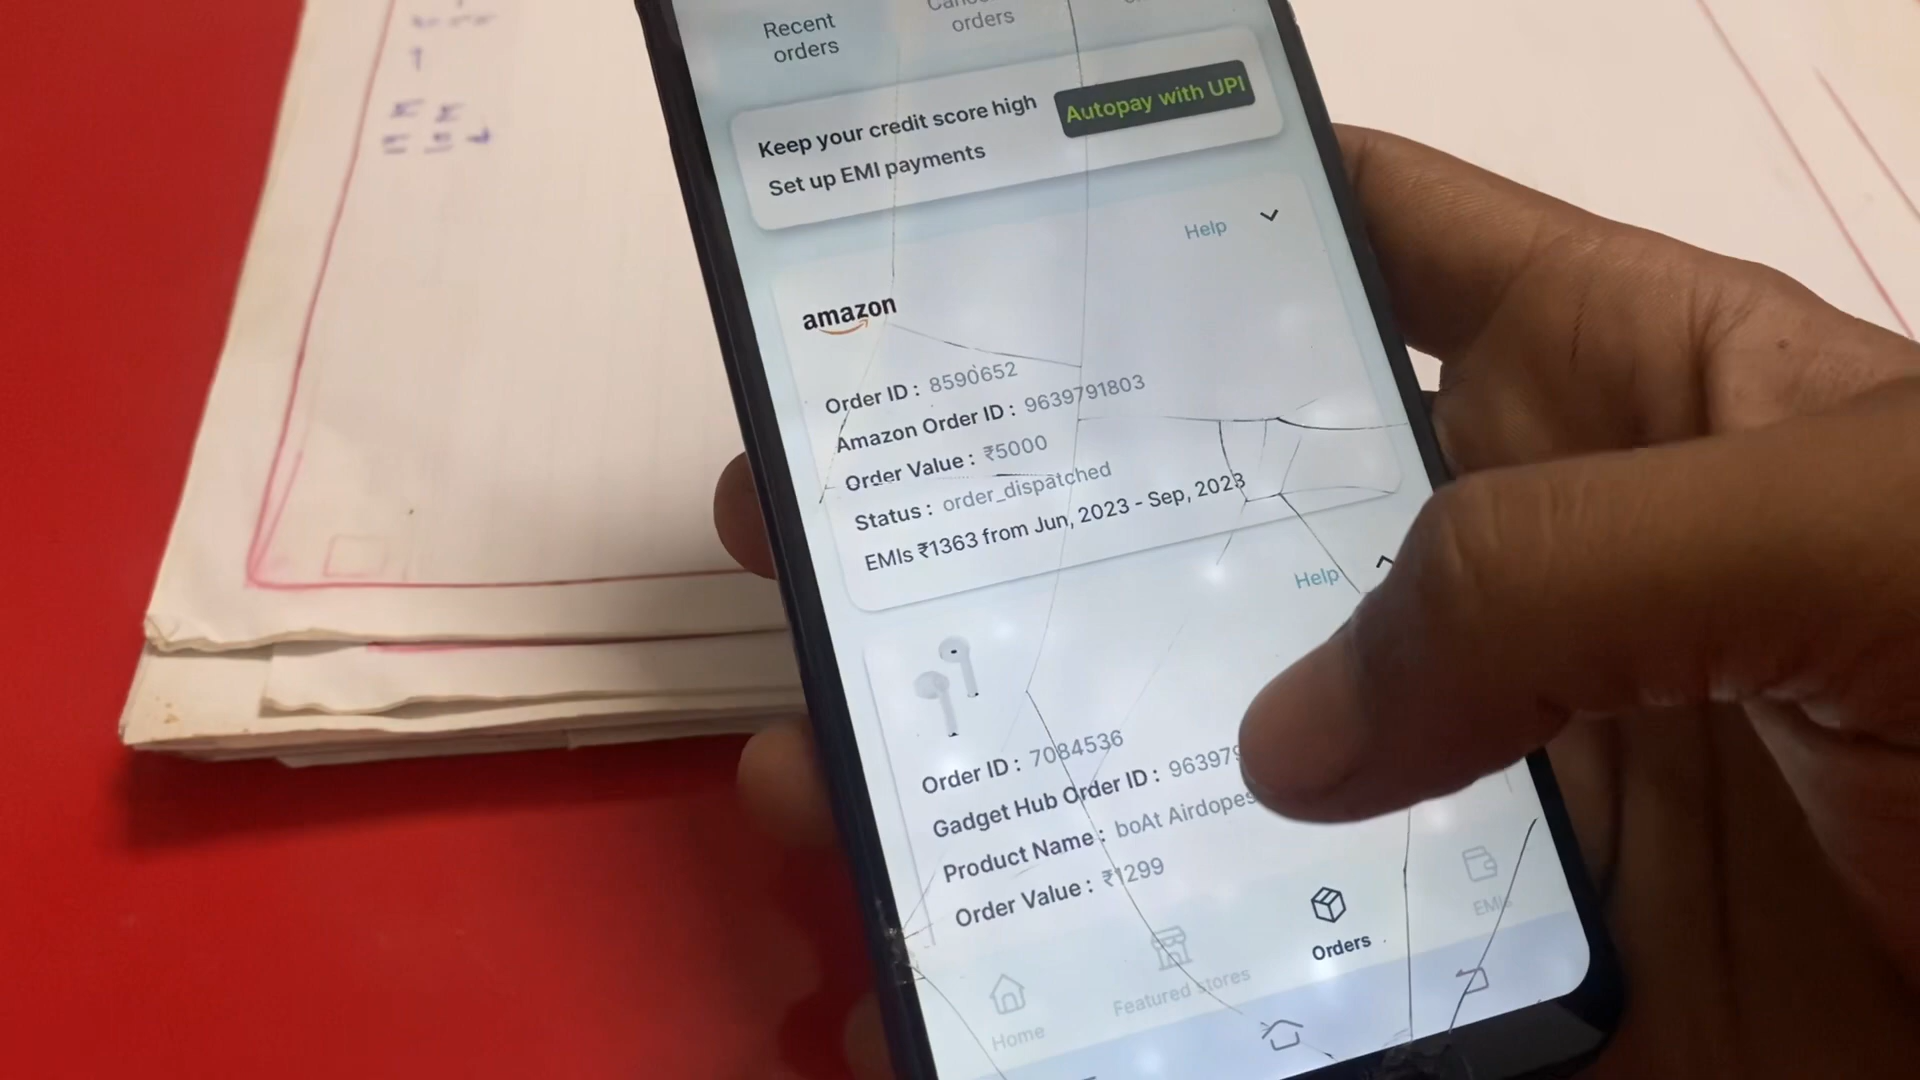 Recent
orders
orders
Keep your credit score high
Autopay with UPI
Set up EMI payments
Help
amazon
Order ID : 8590652
Amazon Order ID : 9639791803
Order Value : ₹5000
Status : order_dispatched
EMIs ₹1363 from Jun, 2023 - Sep, 2023
Help
Order ID : 7084536
Gadget Hub Order ID :
Product Name : boAt Airdopes
Order Value : ₹1299
Home
Featured stores
Orders
EMIs